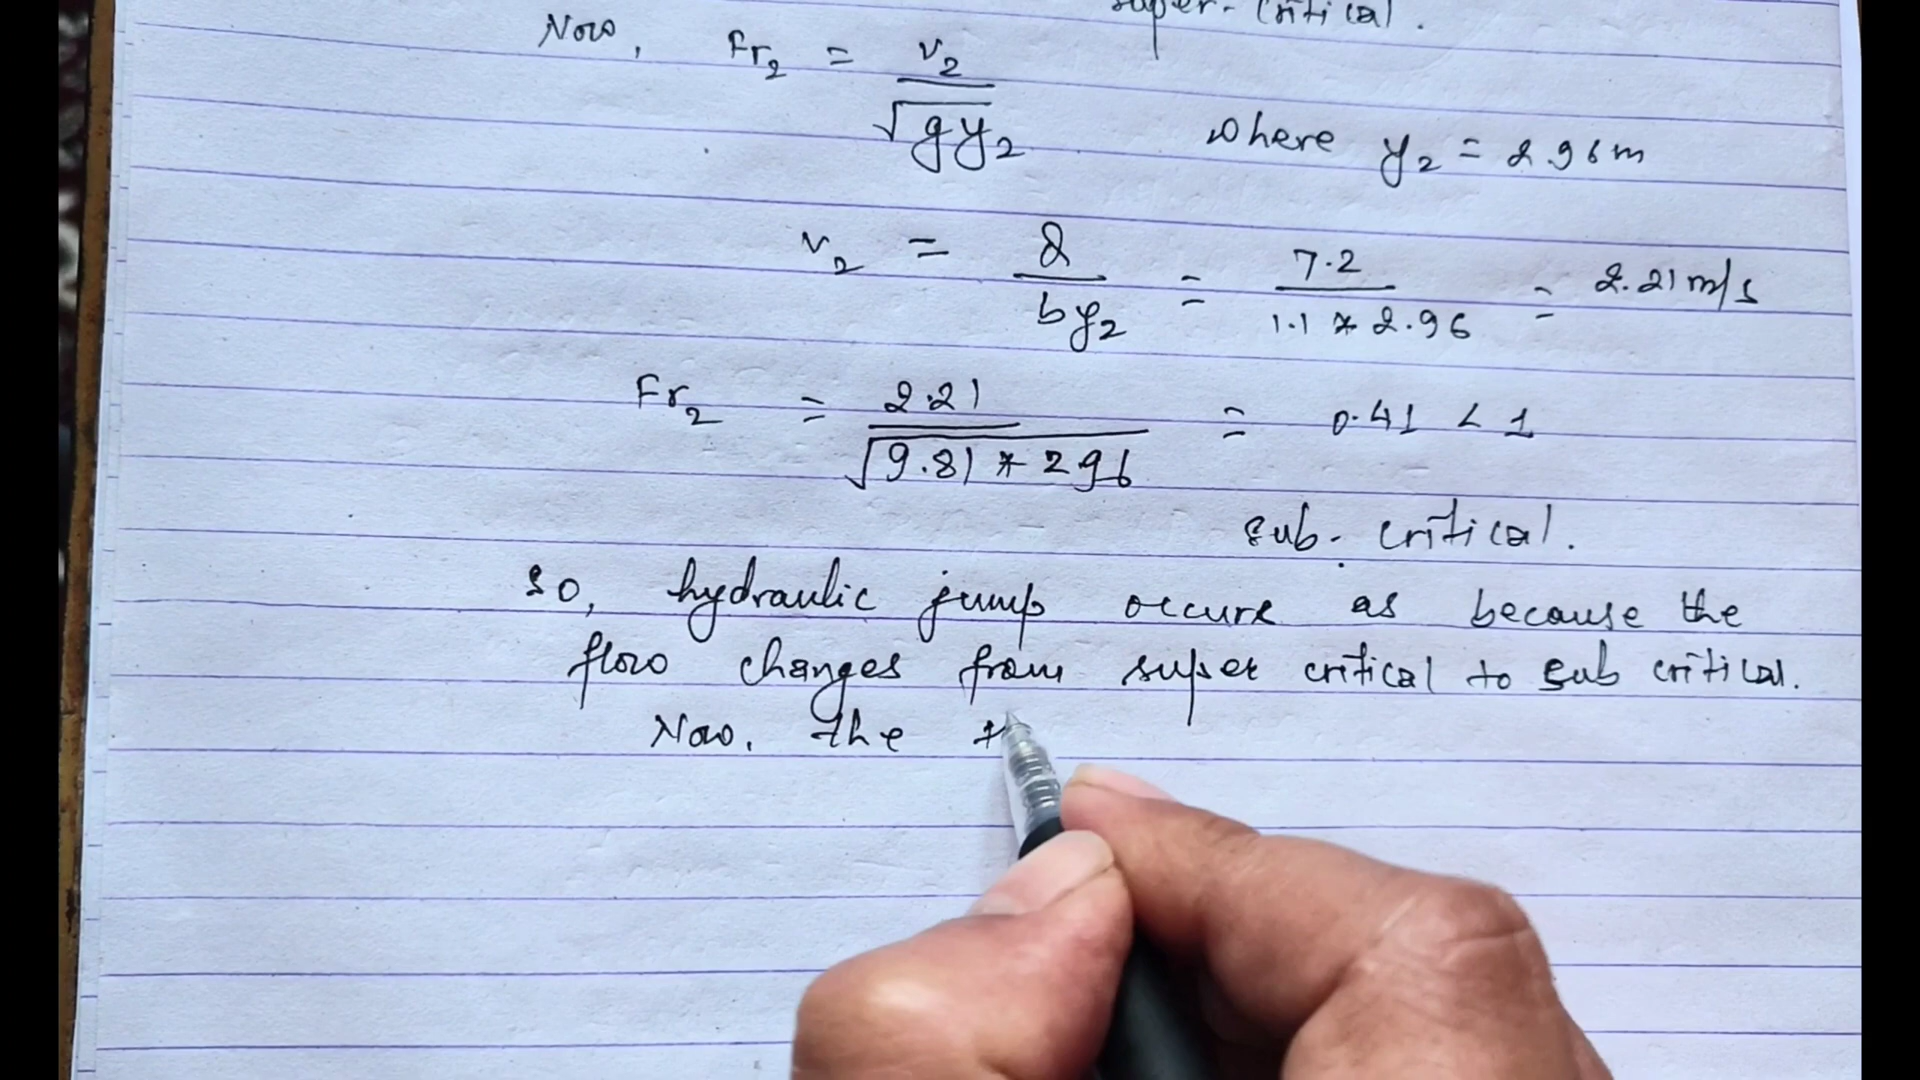 super-critical.
Now, Fr₂ = v₂ / √gy₂ where y₂ = 2.96m
v₂ = Q / by₂ = 7.2 / 1.1 * 2.96 = 2.21 m/s
Fr₂ = 2.21 / √9.81 * 2.96 = 0.41 < 1
sub-critical.
So, hydraulic jump occurs as because the
flow changes from super critical to sub critical.
Now, the